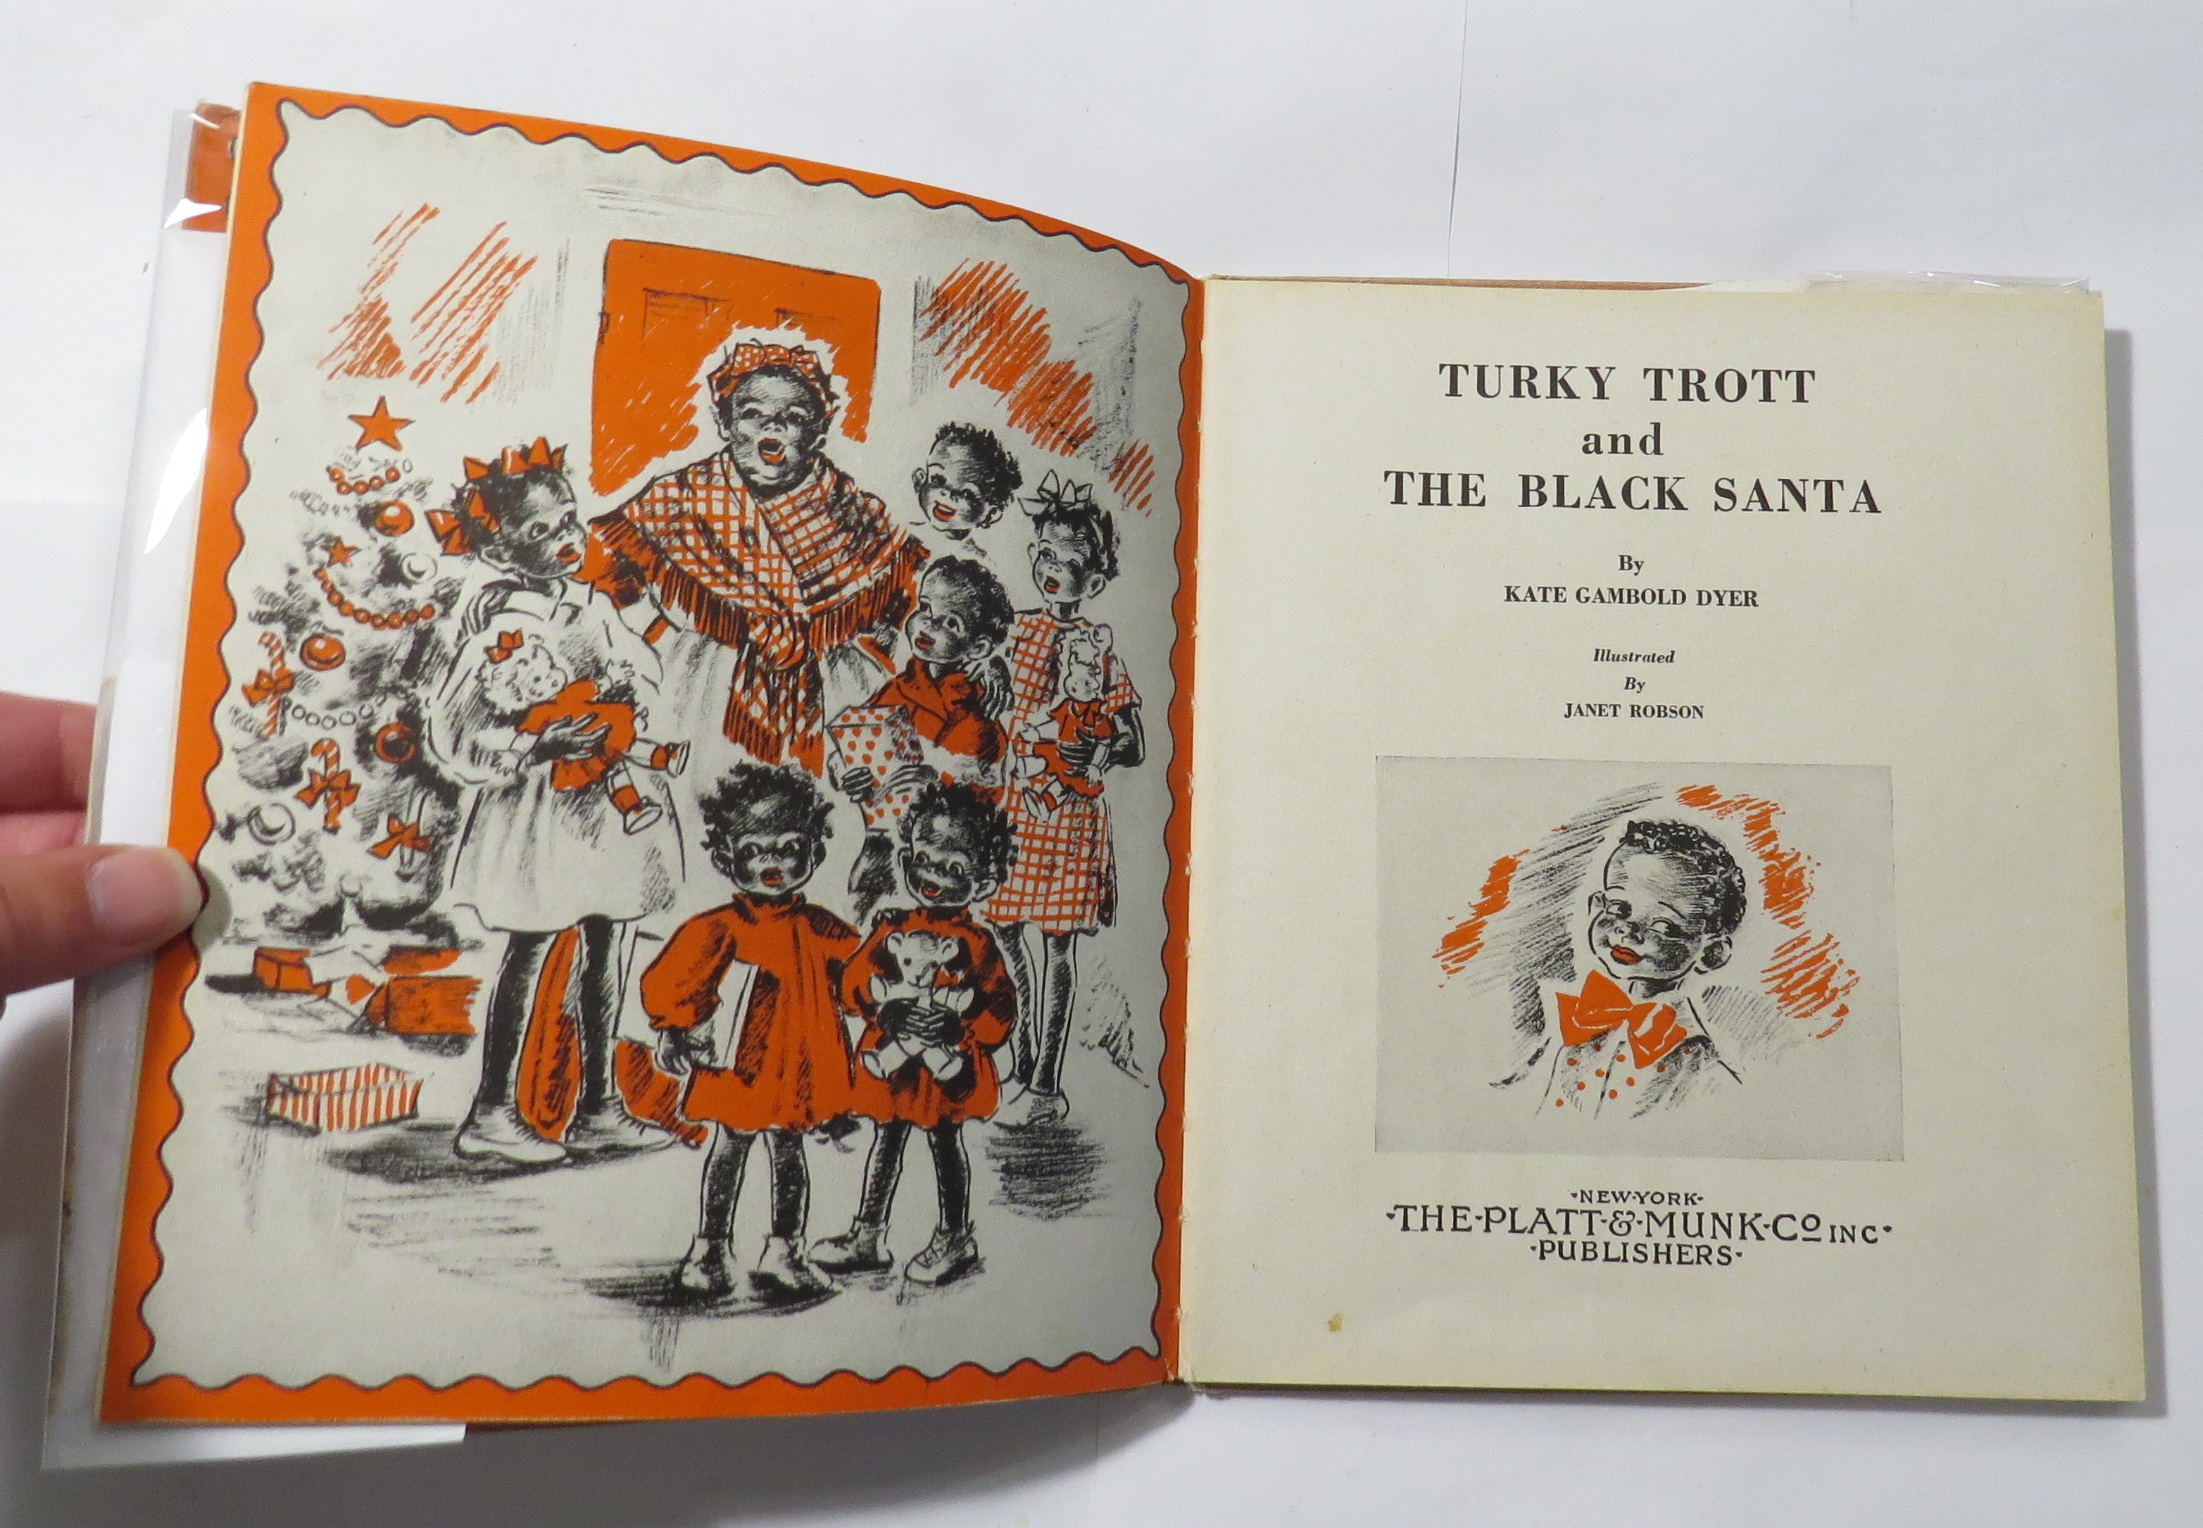 TURKY TROTT
and
THE BLACK SANTA
By
KATE GAMBOLD DYER
Illustrated
By
JANET ROBSON
·NEW·YORK·
·THE·PLATT·&·MUNK·Co INC·
·PUBLISHERS·